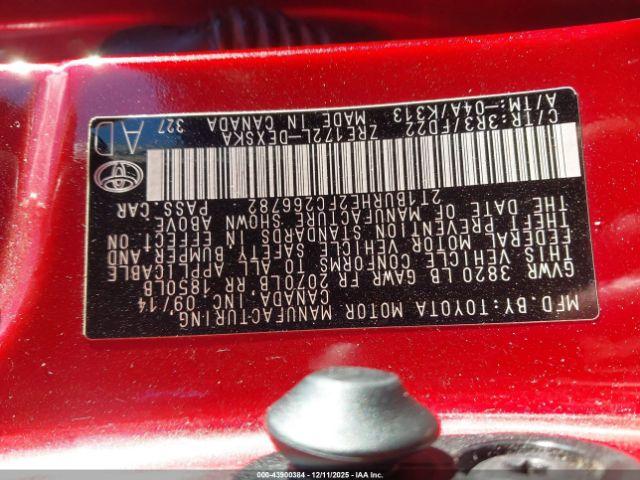 MFD. BY: TOYOTA MOTOR MANUFACTURING
CANADA, INC. 09/14
GVWR 3820 LB GAWR FR 2070LB RR 1850LB
THIS VEHICLE CONFORMS TO ALL APPLICABLE
FEDERAL MOTOR VEHICLE SAFETY BUMPER AND
THEFT PREVENTION STANDARDS IN EFFECT ON
THE DATE OF MANUFACTURE SHOWN ABOVE
2T1BURHE2FC266782 PASS. CAR
C/TR: 3R3/FD22 ZRE172L-DEXSKA
A/TM: -04A/K313 MADE IN CANADA 327
AD
000-43900384 - 12/11/2025 - IAA Inc.